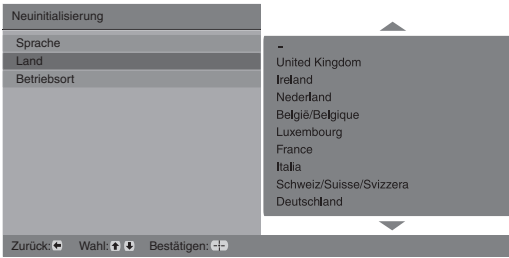 Neuinitialisierung
Sprache
Land
Betriebsort
-
United Kingdom
Ireland
Nederland
België/Belgique
Luxembourg
France
Italia
Schweiz/Suisse/Svizzera
Deutschland
Zurück: Wahl: Bestätigen: